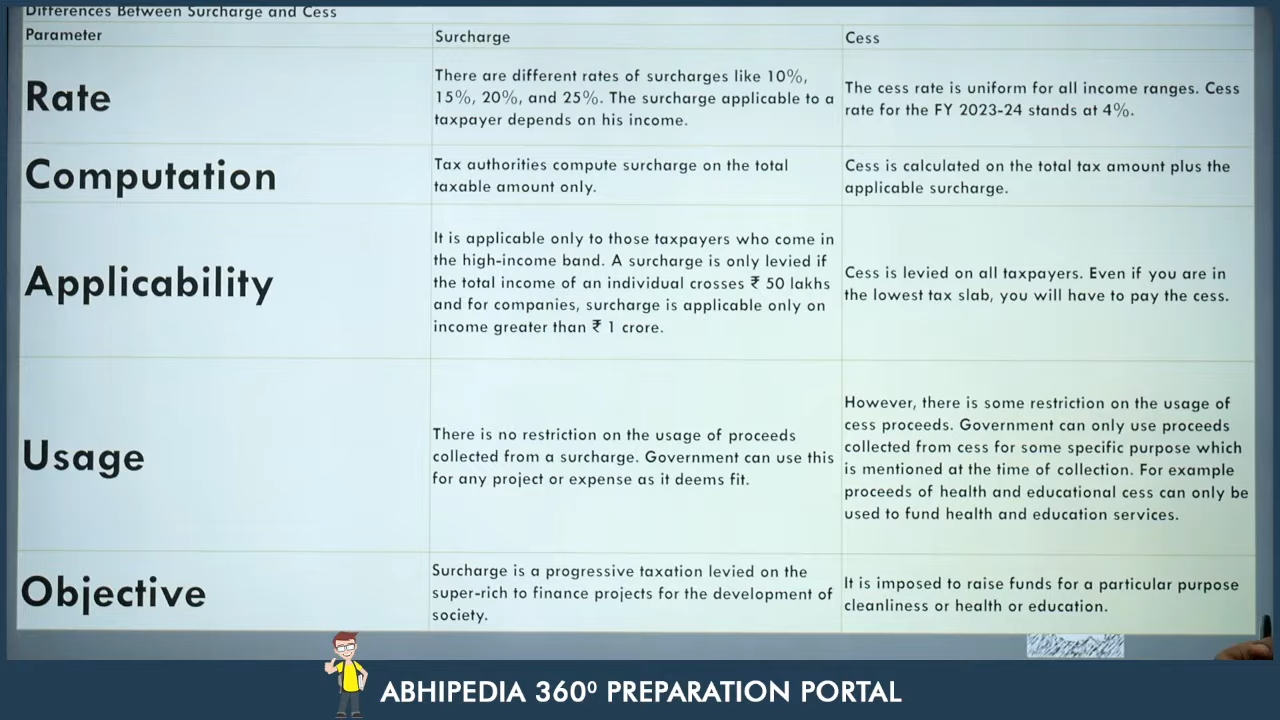 Differences Between Surcharge and Cess
Parameter
Surcharge
Cess
Rate
There are different rates of surcharges like 10%,
15%, 20%, and 25%. The surcharge applicable to a
taxpayer depends on his income.
The cess rate is uniform for all income ranges. Cess
rate for the FY 2023-24 stands at 4%.
Computation
Tax authorities compute surcharge on the total
taxable amount only.
Cess is calculated on the total tax amount plus the
applicable surcharge.
Applicability
It is applicable only to those taxpayers who come in
the high-income band. A surcharge is only levied if
the total income of an individual crosses ₹ 50 lakhs
and for companies, surcharge is applicable only on
income greater than ₹ 1 crore.
Cess is levied on all taxpayers. Even if you are in
the lowest tax slab, you will have to pay the cess.
Usage
There is no restriction on the usage of proceeds
collected from a surcharge. Government can use this
for any project or expense as it deems fit.
However, there is some restriction on the usage of
cess proceeds. Government can only use proceeds
collected from cess for some specific purpose which
is mentioned at the time of collection. For example
proceeds of health and educational cess can only be
used to fund health and education services.
Objective
Surcharge is a progressive taxation levied on the
super-rich to finance projects for the development of
society.
It is imposed to raise funds for a particular purpose
cleanliness or health or education.
ABHIPEDIA 360⁰ PREPARATION PORTAL